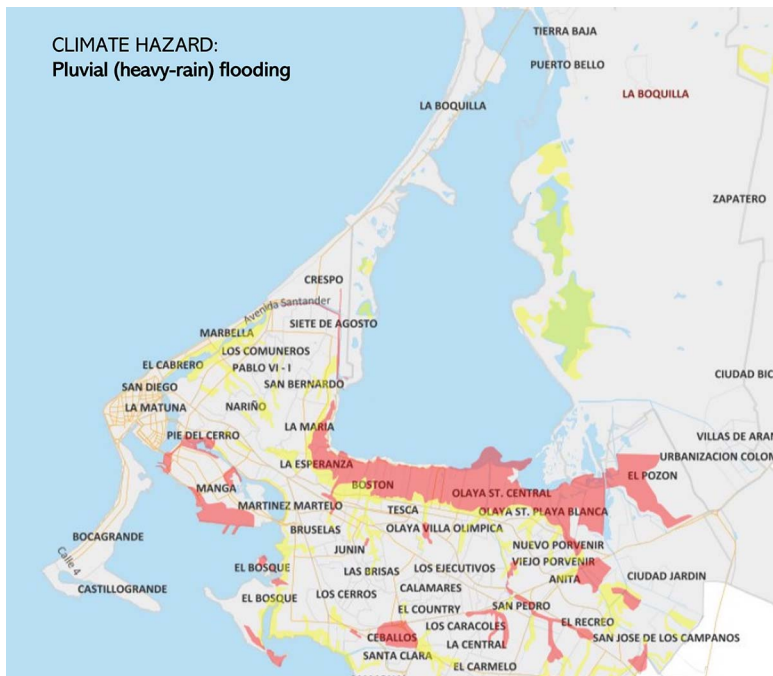 CLIMATE HAZARD:
Pluvial (heavy-rain) flooding
TIERRA BAJA
PUERTO BELLO
LA BOQUILLA
LA BOQUILLA
ZAPATERO
CRESPO
Avenida Santander
SIETE DE AGOSTO
MARBELLA
LOS COMUNEROS
EL CABRERO
PABLO VI - I
CIUDAD BIC
SAN DIEGO
SAN BERNARDO
LA MATUNA
NARIÑO
LA MARIA
PIE DEL CERRO
VILLAS DE ARAN
URBANIZACION COLOM
LA ESPERANZA
EL POZON
MANGA
BOSTON
OLAYA ST. CENTRAL
MARTINEZ MARTELO
TESCA
OLAYA ST. PLAYA BLANCA
BRUSELAS
OLAYA VILLA OLIMPICA
BOCAGRANDE
JUNIN
NUEVO PORVENIR
VIEJO PORVENIR
Calle 4
EL BOSQUE
LAS BRISAS
LOS EJECUTIVOS
ANITA
CIUDAD JARDIN
CASTILLOGRANDE
EL BOSQUE
LOS CERROS
CALAMARES
EL COUNTRY
SAN PEDRO
LOS CARACOLES
EL RECREO
CEBALLOS
LA CENTRAL
SAN JOSE DE LOS CAMPANOS
SANTA CLARA
EL CARMELO